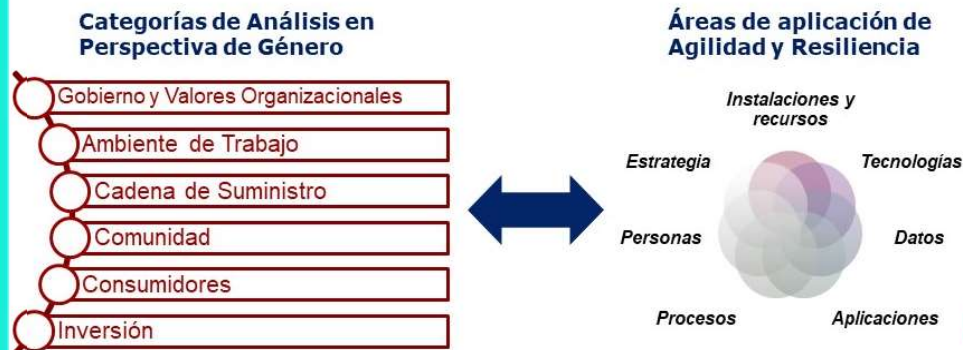 Categorías de Análisis en
Perspectiva de Género
Gobierno y Valores Organizacionales
Ambiente de Trabajo
Cadena de Suministro
Comunidad
Consumidores
Inversión
Áreas de aplicación de
Agilidad y Resiliencia
Instalaciones y
recursos
Estrategia
Tecnologías
Personas
Datos
Procesos
Aplicaciones